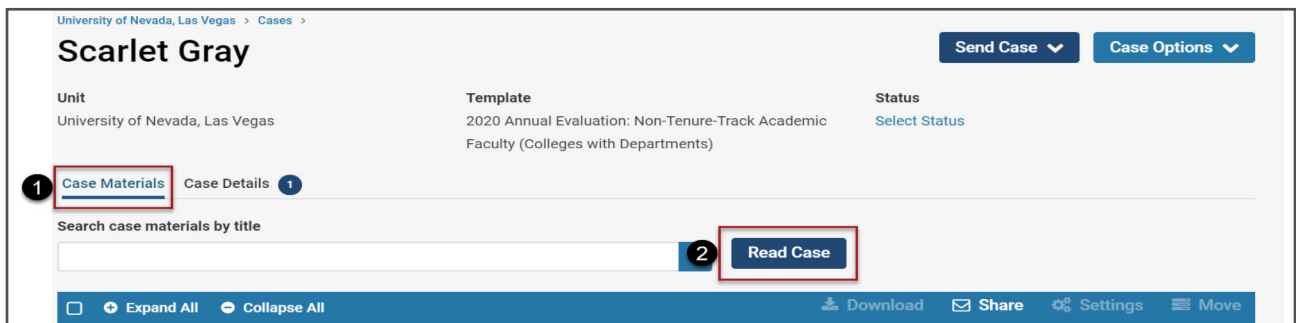 University of Nevada, Las Vegas > Cases >
Scarlet Gray
Send Case
Case Options
Unit
Template
Status
University of Nevada, Las Vegas
2020 Annual Evaluation: Non-Tenure-Track Academic
Select Status
Faculty (Colleges with Departments)
1
Case Materials
Case Details 1
Search case materials by title
2
Read Case
Expand All
Collapse All
Download
Share
Settings
Move